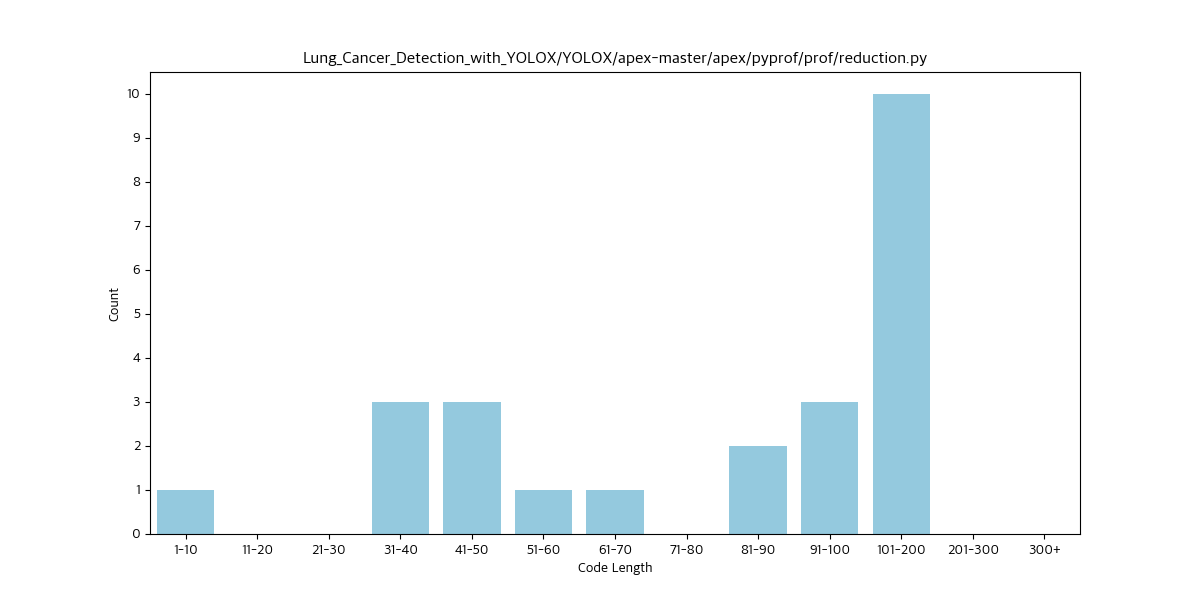 Lung_Cancer_Detection_with_YOLOX/YOLOX/apex-master/apex/pyprof/prof/reduction.py
10
9
8
7
6
5
4
3
2
1
0
Count
1-10 11-20 21-30 31-40 41-50 51-60 61-70 71-80 81-90 91-100 101-200 201-300 300+
Code Length